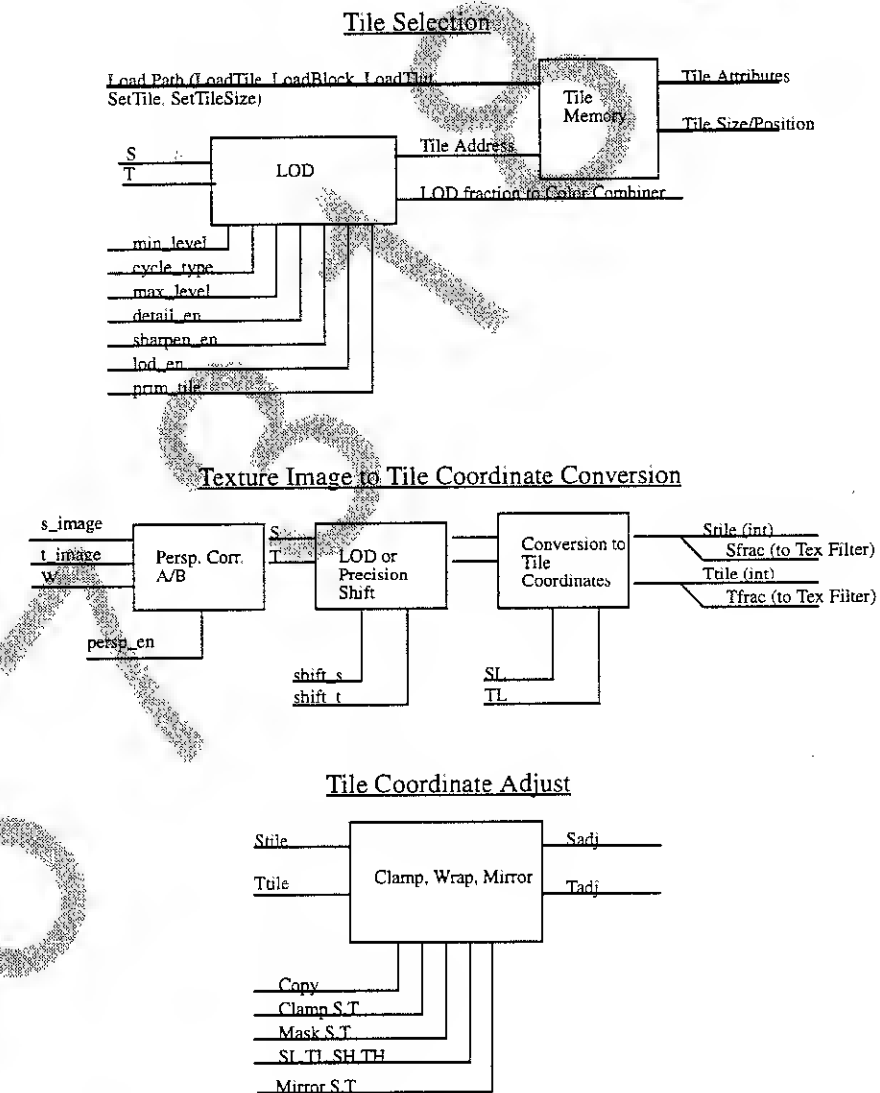 Tile Selection
Load Path (LoadTile, LoadBlock, LoadTlut,
SetTile, SetTileSize)
Tile
Memory
Tile Attributes
Tile Size/Position
S
T
LOD
Tile Address
LOD fraction to Color Combiner
min_level
cycle_type
max_level
detail_en
sharpen_en
lod_en
prim_tile
Texture Image to Tile Coordinate Conversion
s_image
t_image
W
Persp. Corr.
A/B
persp_en
S
T
LOD or
Precision
Shift
shift_s
shift_t
Conversion to
Tile
Coordinates
SL
TL
Stile (int)
Sfrac (to Tex Filter)
Ttile (int)
Tfrac (to Tex Filter)
Tile Coordinate Adjust
Stile
Ttile
Clamp, Wrap, Mirror
Sadj
Tadj
Copy
Clamp S,T
Mask S,T
SL,TL,SH,TH
Mirror S,T